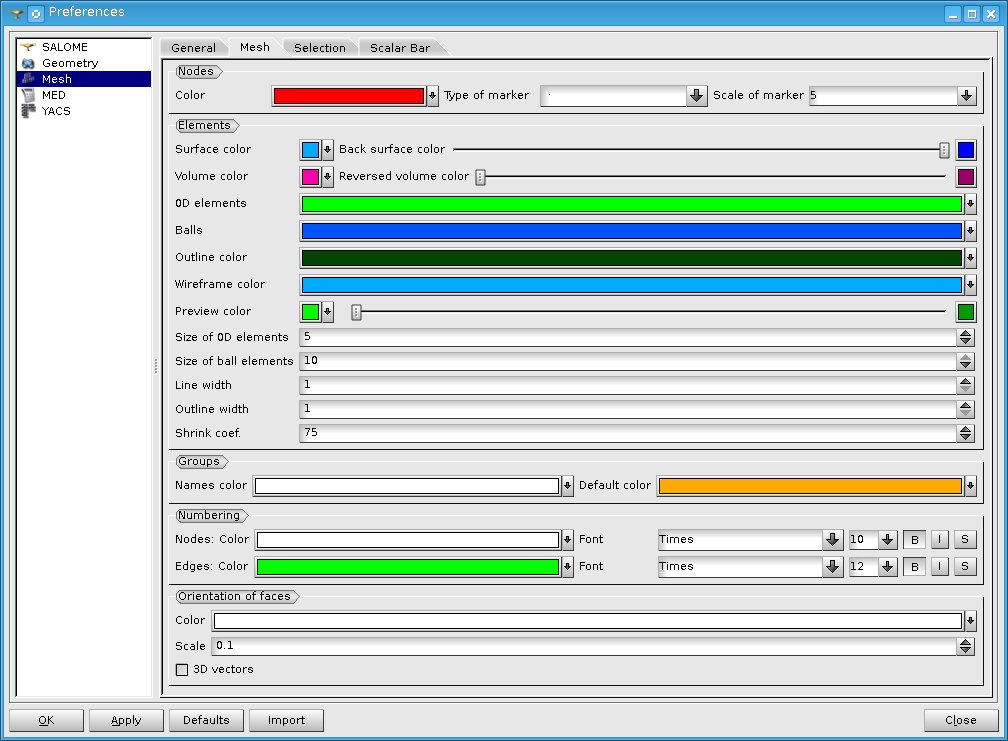 Preferences
SALOME
Geometry
Mesh
MED
YACS
General Mesh Selection Scalar Bar
Nodes
Color Type of marker Scale of marker 5
Elements
Surface color Back surface color
Volume color Reversed volume color
0D elements
Balls
Outline color
Wireframe color
Preview color
Size of 0D elements 5
Size of ball elements 10
Line width 1
Outline width 1
Shrink coef. 75
Groups
Names color Default color
Numbering
Nodes: Color Font Times 10 B I S
Edges: Color Font Times 12 B I S
Orientation of faces
Color
Scale 0.1
3D vectors
OK Apply Defaults Import Close